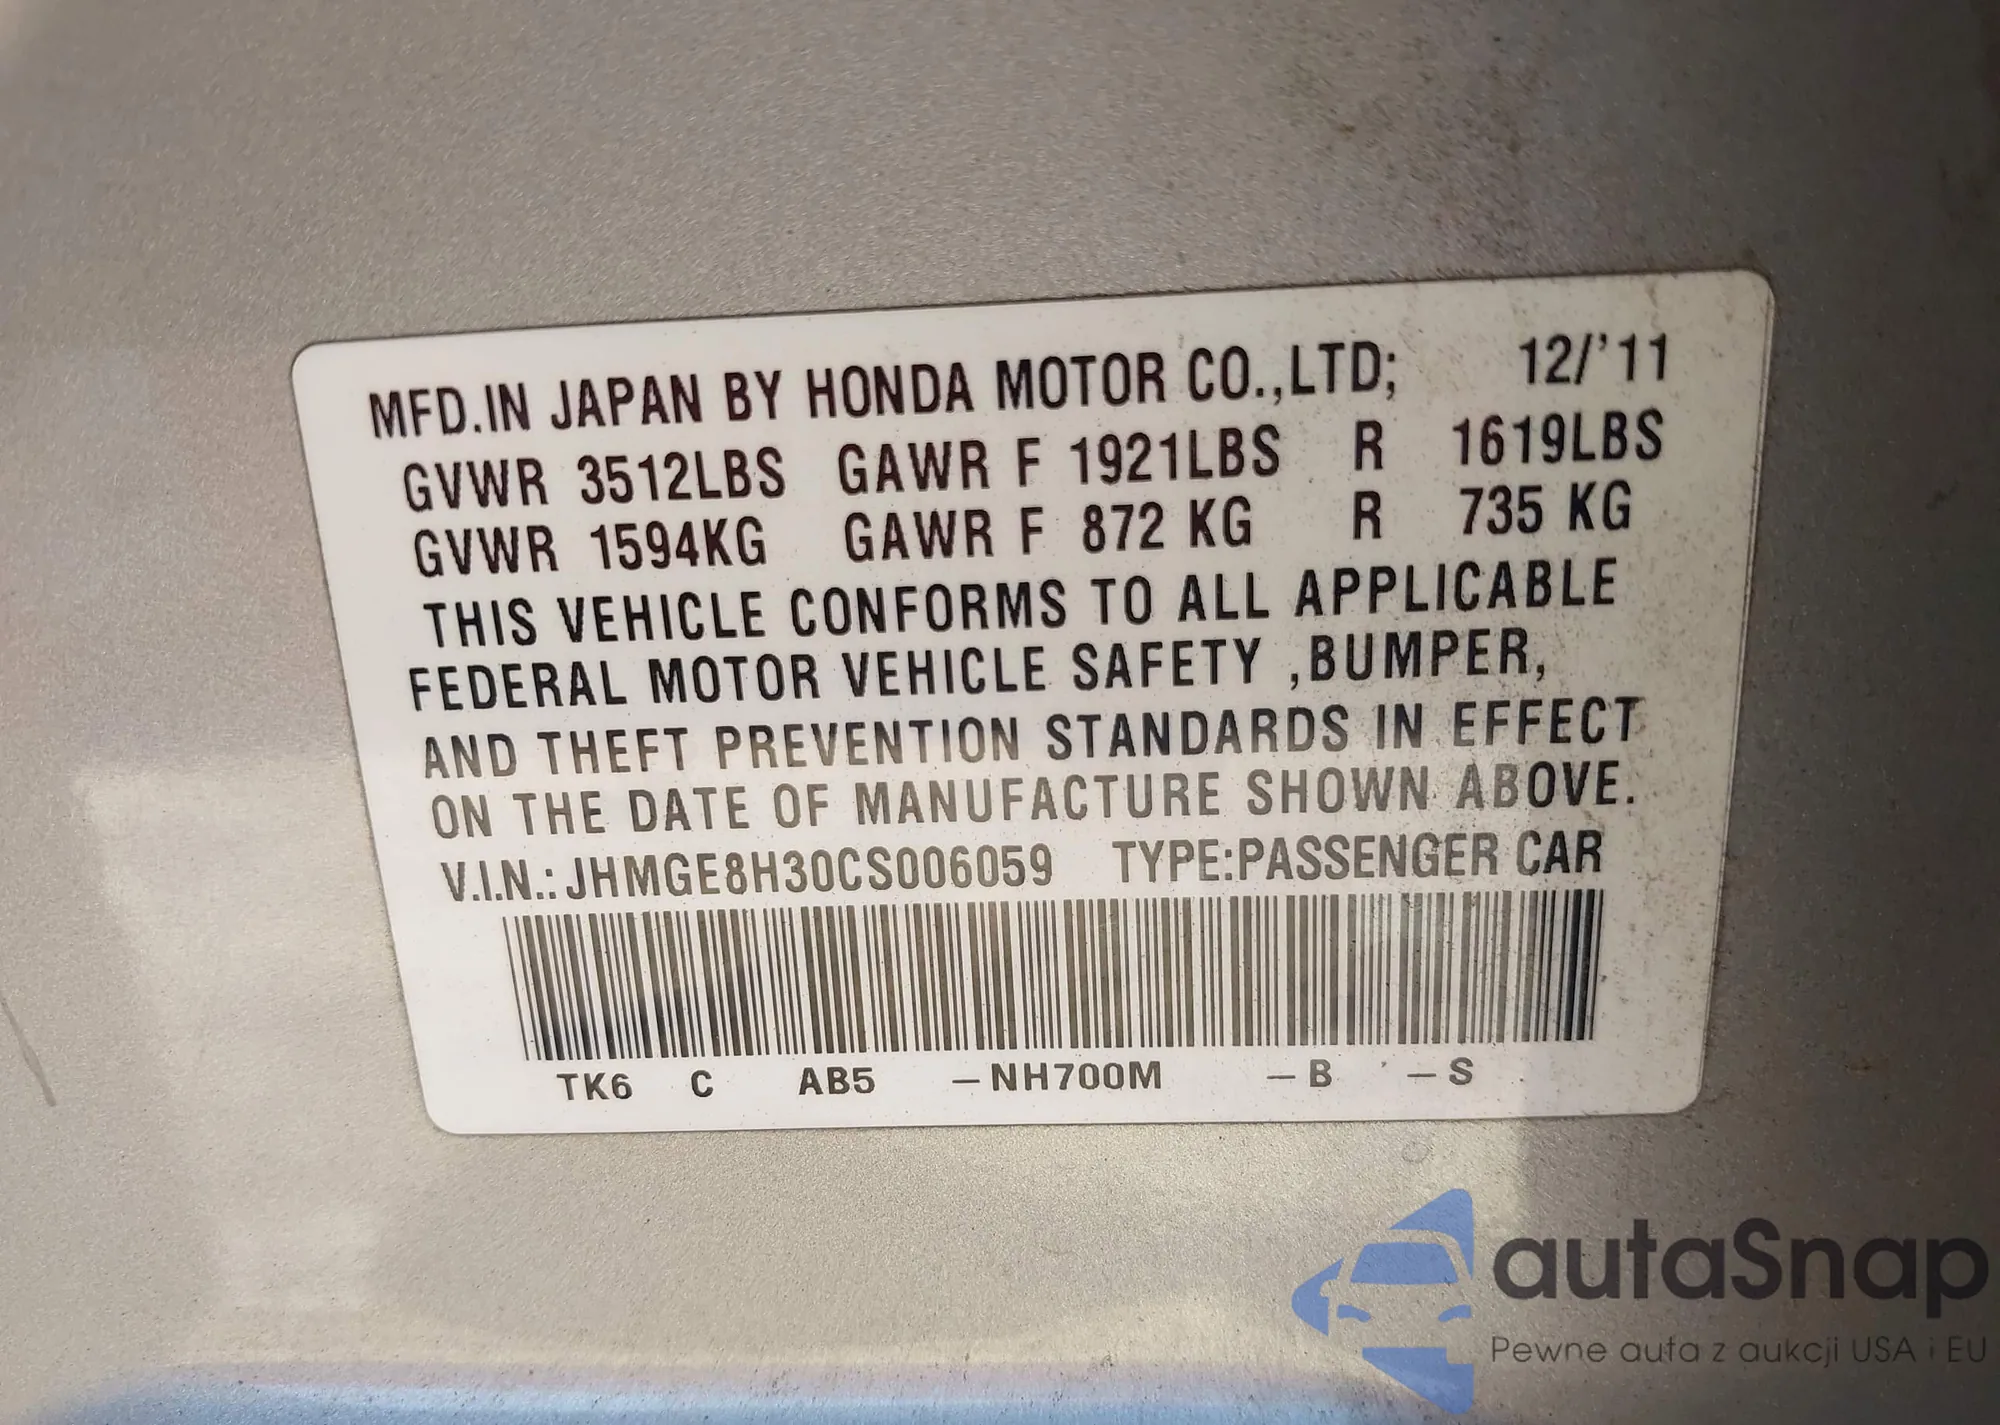 MFD.IN JAPAN BY HONDA MOTOR CO.,LTD; 12/'11
GVWR 3512LBS GAWR F 1921LBS R 1619LBS
GVWR 1594KG GAWR F 872 KG R 735 KG
THIS VEHICLE CONFORMS TO ALL APPLICABLE
FEDERAL MOTOR VEHICLE SAFETY ,BUMPER,
AND THEFT PREVENTION STANDARDS IN EFFECT
ON THE DATE OF MANUFACTURE SHOWN ABOVE.
V.I.N.: JHMGE8H30CS006059 TYPE:PASSENGER CAR
TK6 C AB5 -NH700M -B -S
autaSnap
Pewne auta z aukcji USA i EU